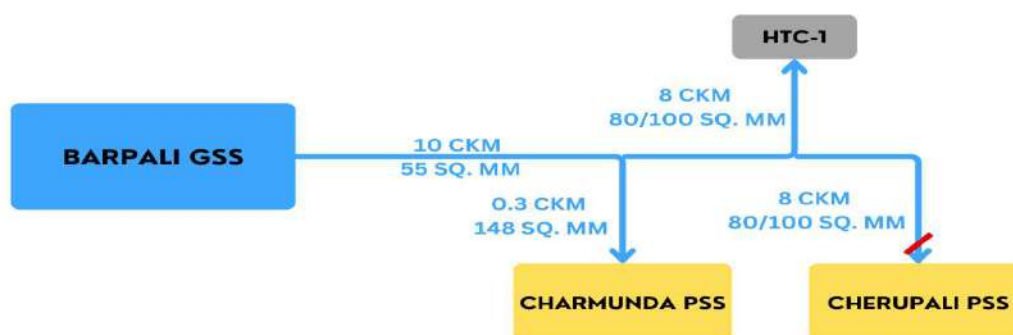 HTC-1
8 CKM
80/100 SQ. MM
BARPALI GSS
10 CKM
55 SQ. MM
0.3 CKM
148 SQ. MM
8 CKM
80/100 SQ. MM
CHARMUNDA PSS
CHERUPALI PSS